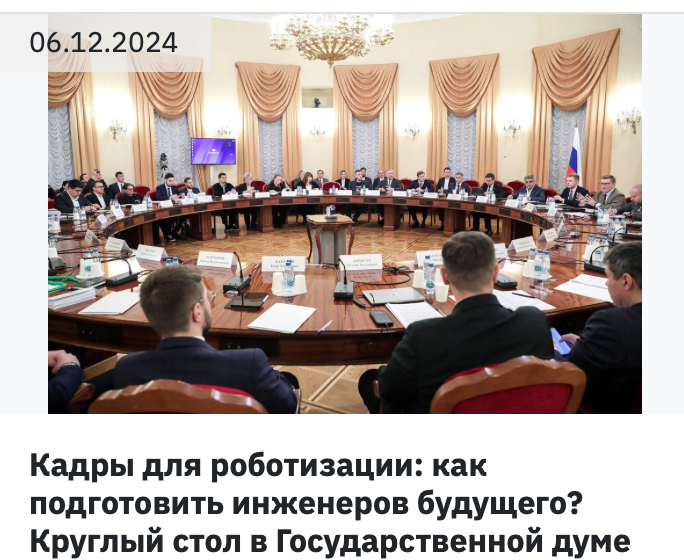 06.12.2024
Кадры для роботизации: как
подготовить инженеров будущего?
Круглый стол в Государственной думе